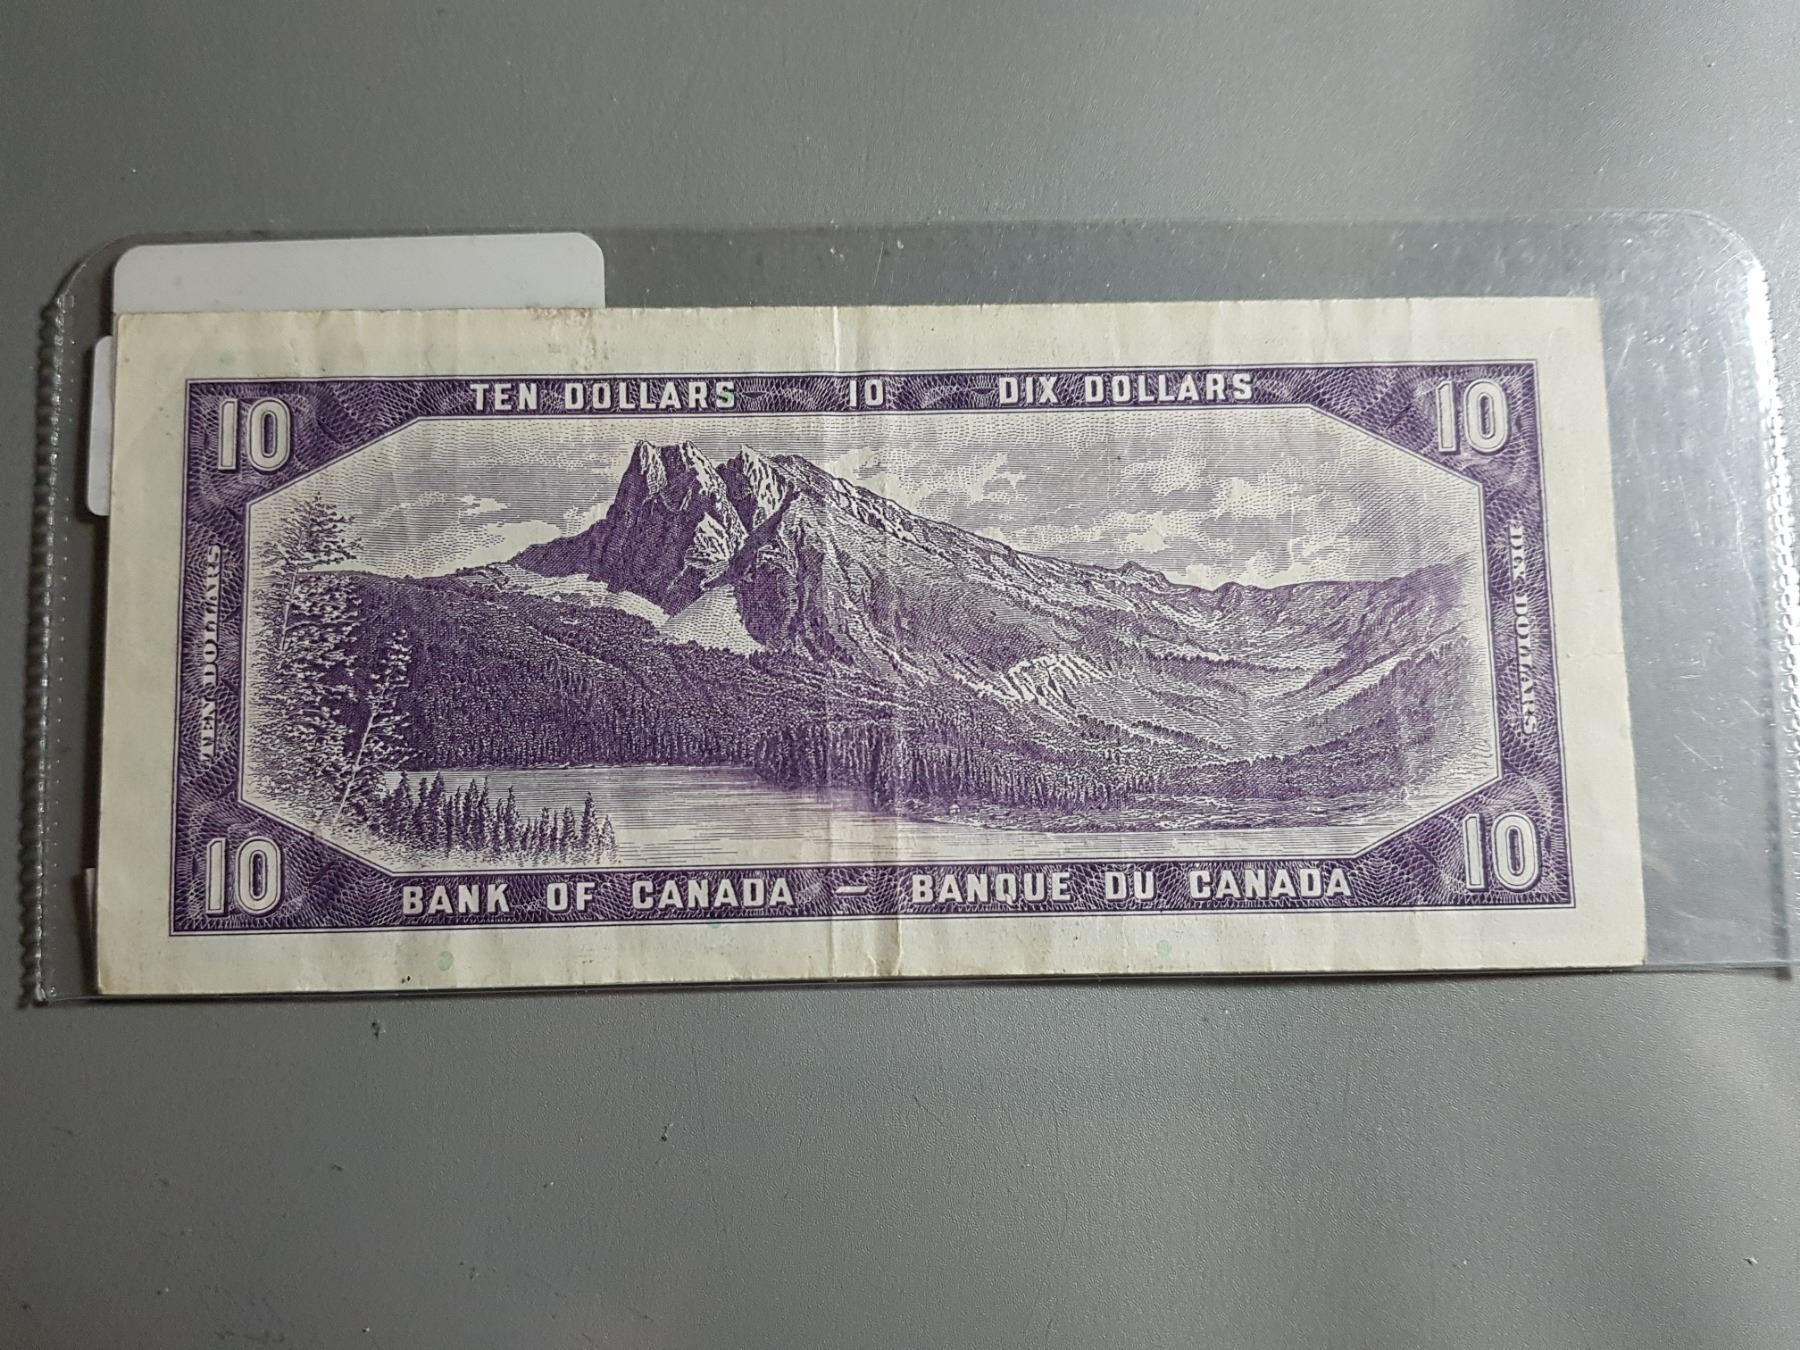 TEN DOLLARS 10 DIX DOLLARS
10 10
TEN DOLLARS
DIX DOLLARS
10 10
BANK OF CANADA — BANQUE DU CANADA